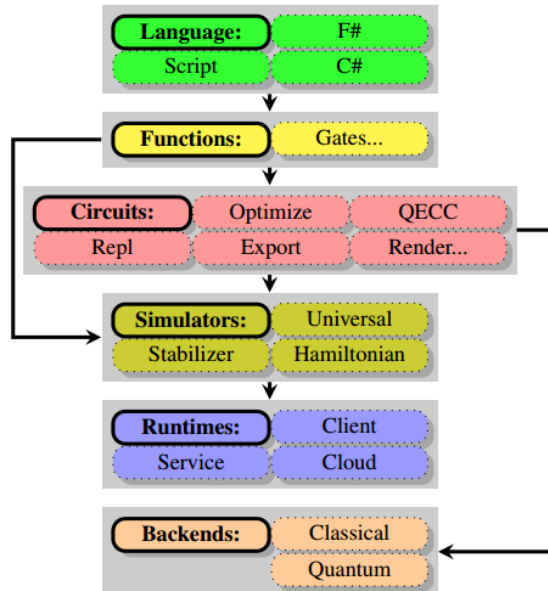 Language: F#
Script C#
Functions: Gates...
Circuits: Optimize QECC
Repl Export Render...
Simulators: Universal
Stabilizer Hamiltonian
Runtimes: Client
Service Cloud
Backends: Classical
Quantum